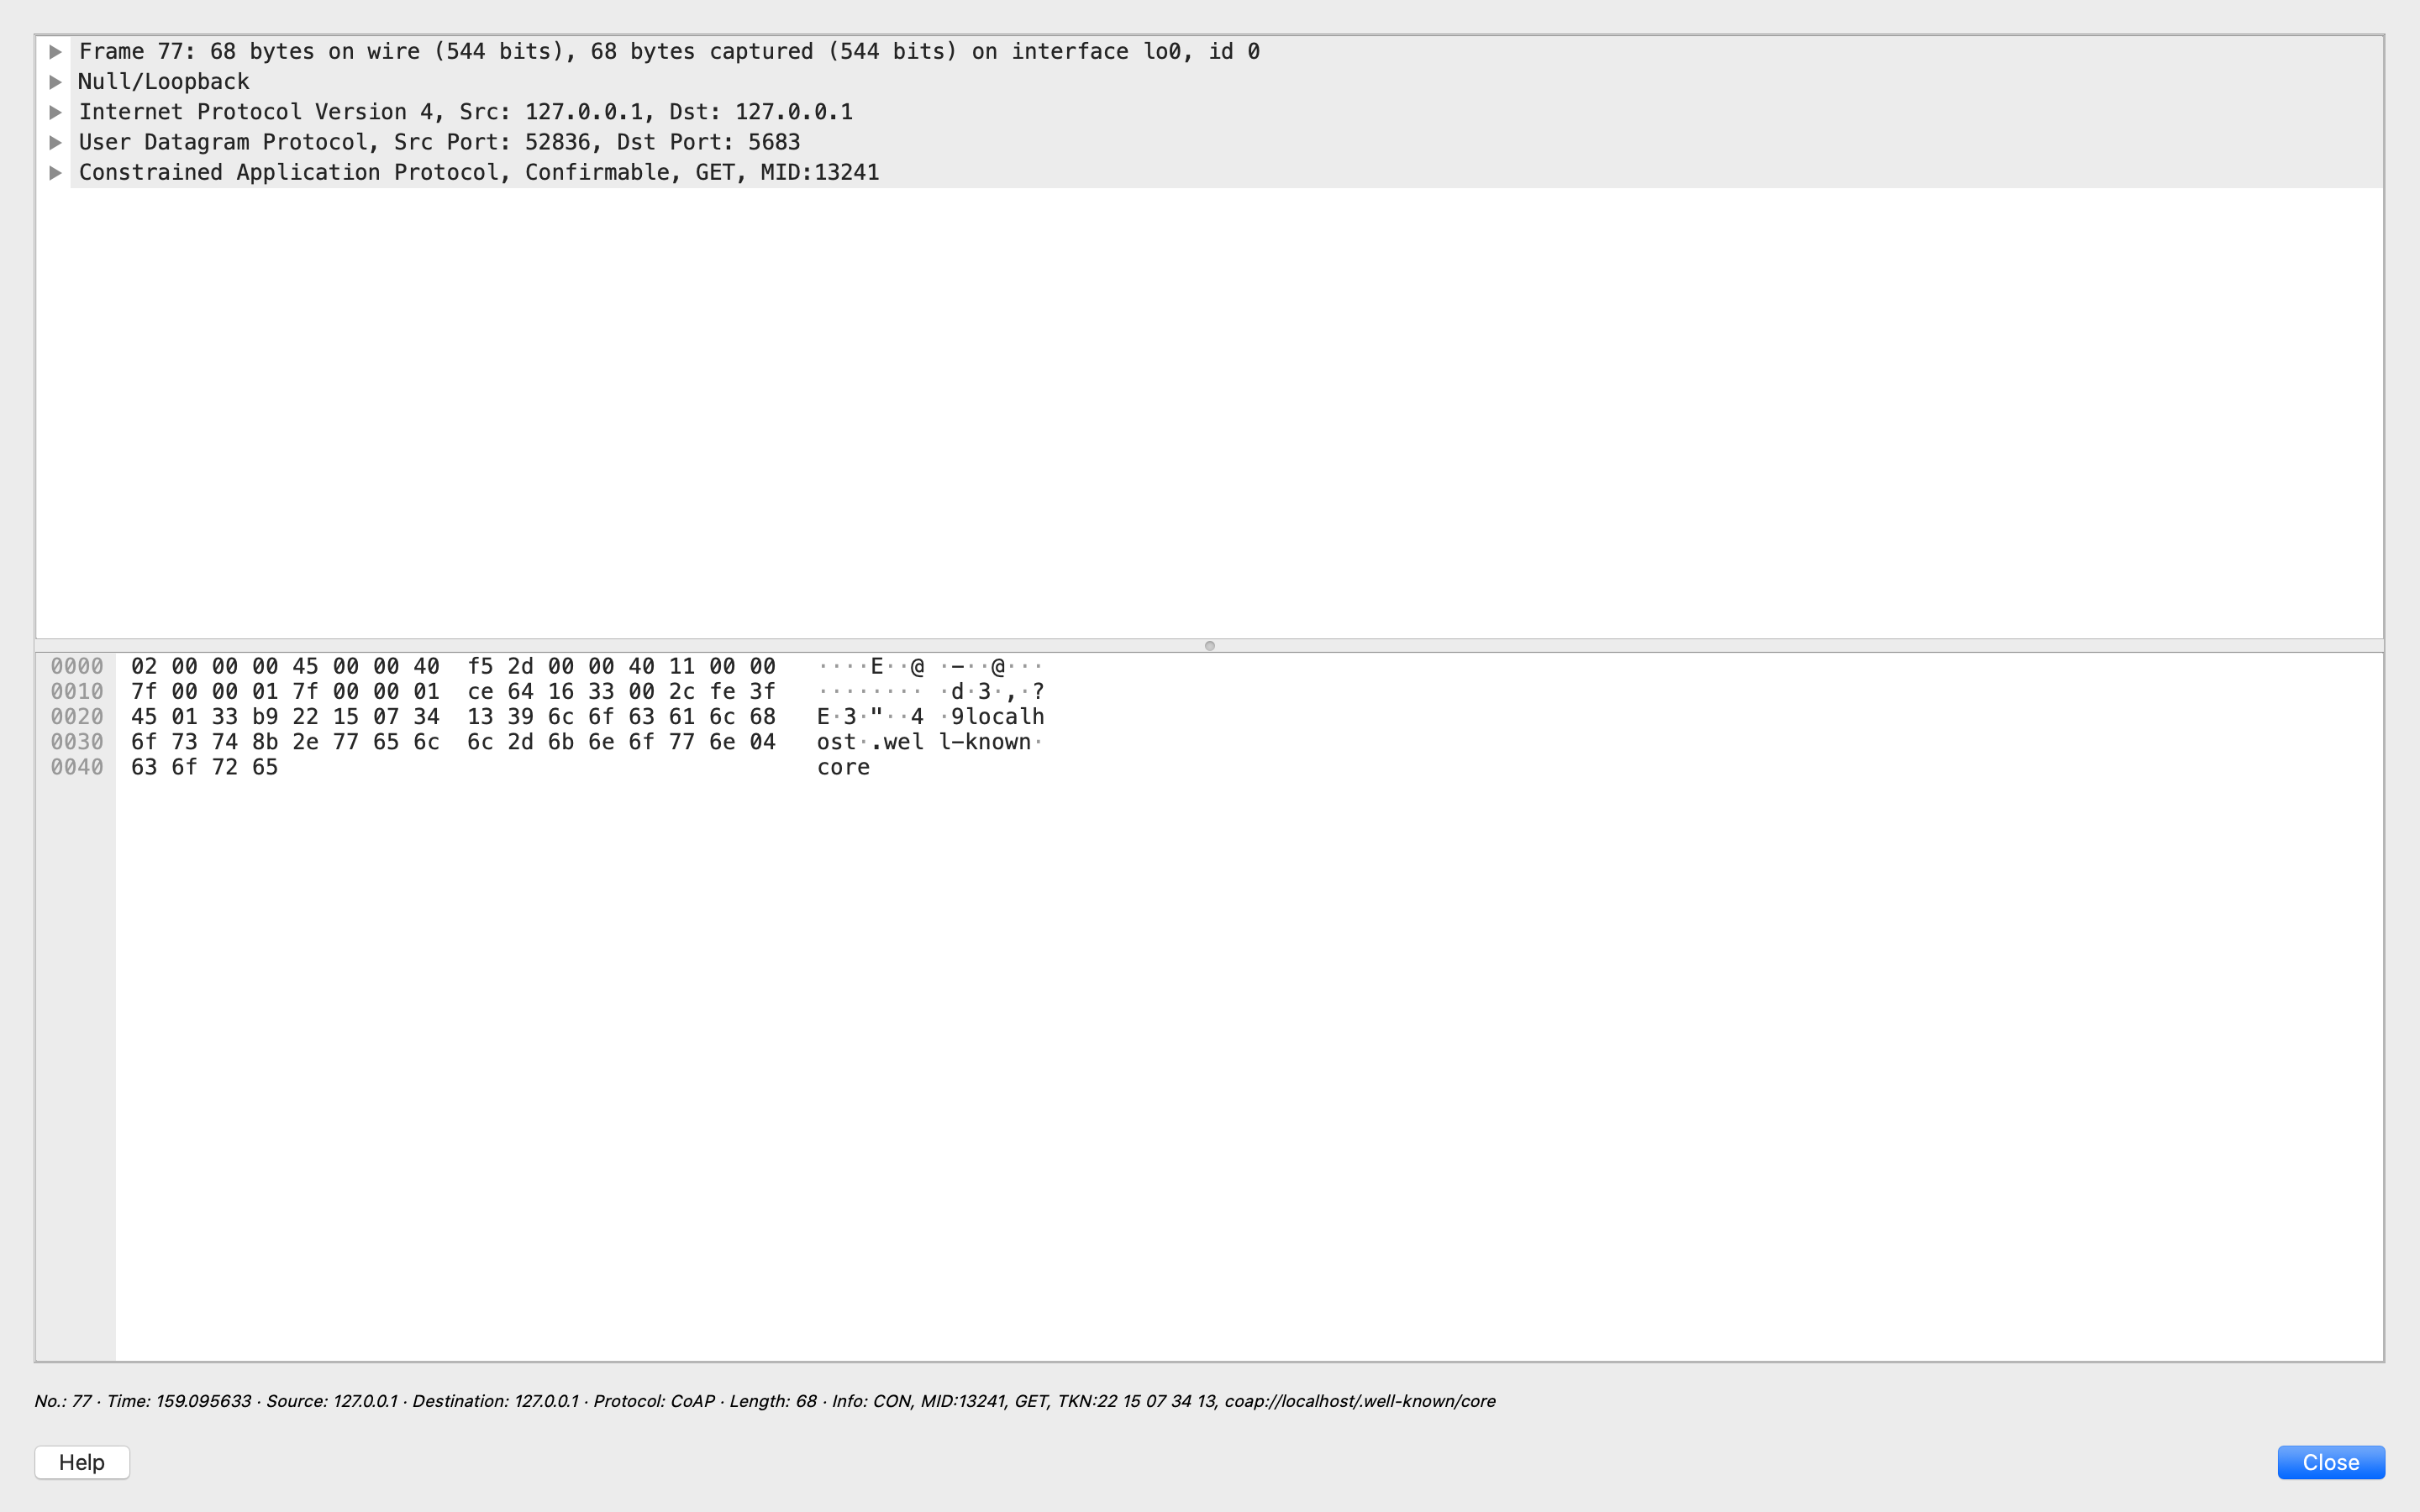 Frame 77: 68 bytes on wire (544 bits), 68 bytes captured (544 bits) on interface lo0, id 0
Null/Loopback
Internet Protocol Version 4, Src: 127.0.0.1, Dst: 127.0.0.1
User Datagram Protocol, Src Port: 52836, Dst Port: 5683
Constrained Application Protocol, Confirmable, GET, MID:13241
0000 02 00 00 00 45 00 00 40 f5 2d 00 00 40 11 00 00 ····E··@ ·-··@···
0010 7f 00 00 01 7f 00 00 01 ce 64 16 33 00 2c fe 3f ········ ·d·3·,·?
0020 45 01 33 b9 22 15 07 34 13 39 6c 6f 63 61 6c 68 E·3·"··4 ·9localh
0030 6f 73 74 8b 2e 77 65 6c 6c 2d 6b 6e 6f 77 6e 04 ost·.wel l-known·
0040 63 6f 72 65 core
No.: 77 · Time: 159.095633 · Source: 127.0.0.1 · Destination: 127.0.0.1 · Protocol: CoAP · Length: 68 · Info: CON, MID:13241, GET, TKN:22 15 07 34 13, coap://localhost/.well-known/core
Help Close